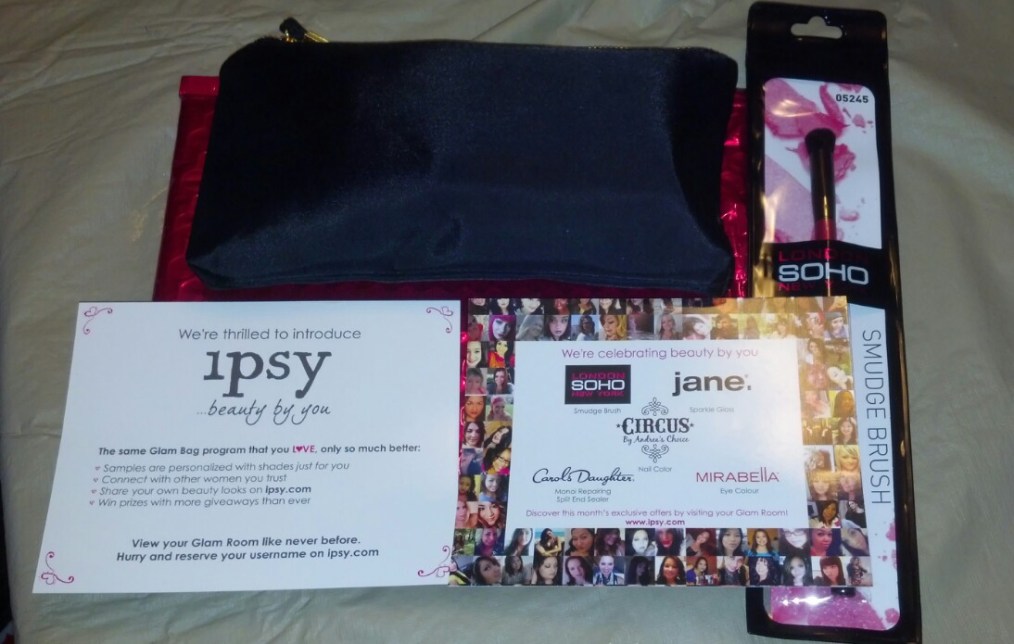 05245
LONDON
SOHO
NEW
SMUDGE BRUSH
We're thrilled to introduce
ipsy
...beauty by you
The same Glam Bag program that you L♥VE, only so much better:
♥ Samples are personalized with shades just for you
♥ Connect with other women you trust
♥ Share your own beauty looks on ipsy.com
♥ Win prizes with more giveaways than ever
View your Glam Room like never before.
Hurry and reserve your username on ipsy.com
We're celebrating beauty by you
LONDON
SOHO
NEW YORK
Smudge Brush
jane.
Sparkle Gloss
CIRCUS
By Andrea's Choice
Nail Color
Carol's Daughter
Mono Repairing
Split End Sealer
MIRABELLA
Eye Colour
Discover this month's exclusive offers by visiting your Glam Room!
www.ipsy.com